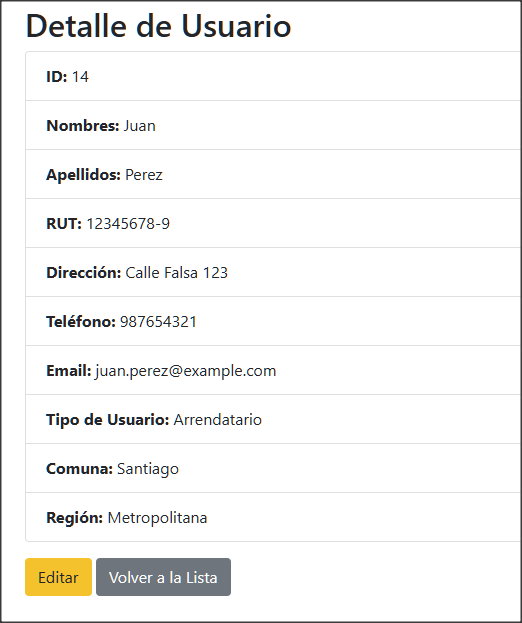 Detalle de Usuario
ID: 14
Nombres: Juan
Apellidos: Perez
RUT: 12345678-9
Dirección: Calle Falsa 123
Teléfono: 987654321
Email: juan.perez@example.com
Tipo de Usuario: Arrendatario
Comuna: Santiago
Región: Metropolitana
Editar Volver a la Lista